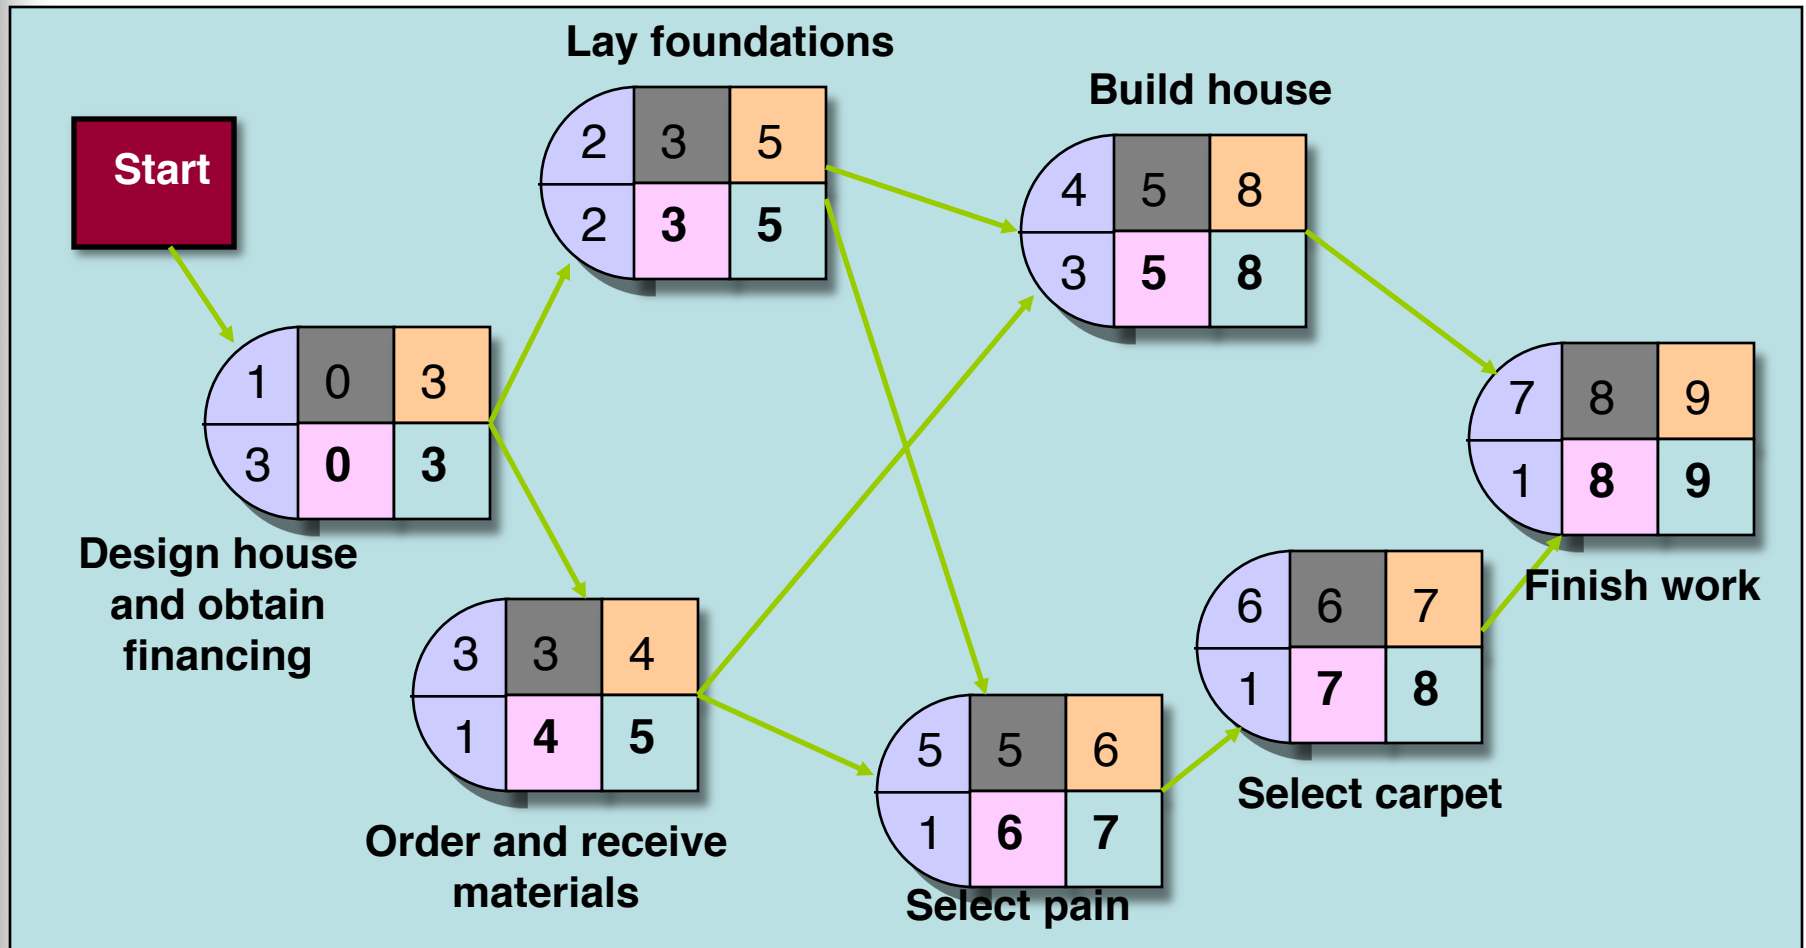 Lay foundations
Build house
Start
2 3 5
2 3 5
4 5 8
3 5 8
1 0 3
3 0 3
7 8 9
1 8 9
Design house
and obtain
financing
3 3 4
1 4 5
Order and receive
materials
5 5 6
1 6 7
Select pain
6 6 7
1 7 8
Select carpet
Finish work